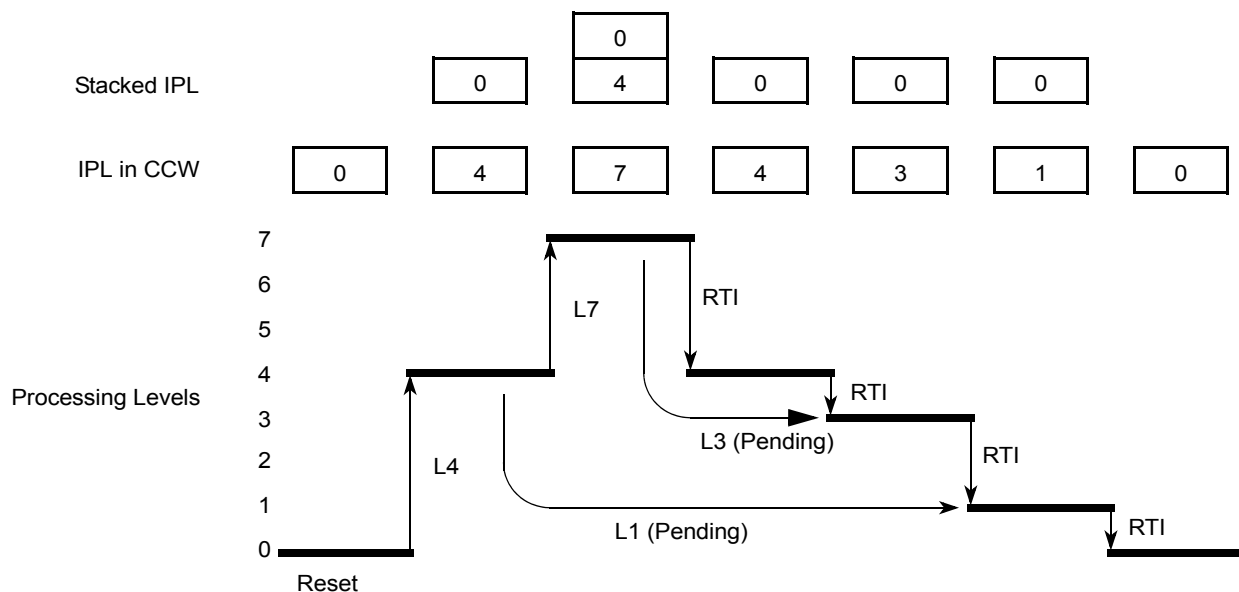 0
Stacked IPL 0 4 0 0 0
IPL in CCW 0 4 7 4 3 1 0
7
6
L7 RTI
5
Processing Levels 4
RTI
3
L3 (Pending)
2
L4 RTI
1
L1 (Pending) RTI
0
Reset